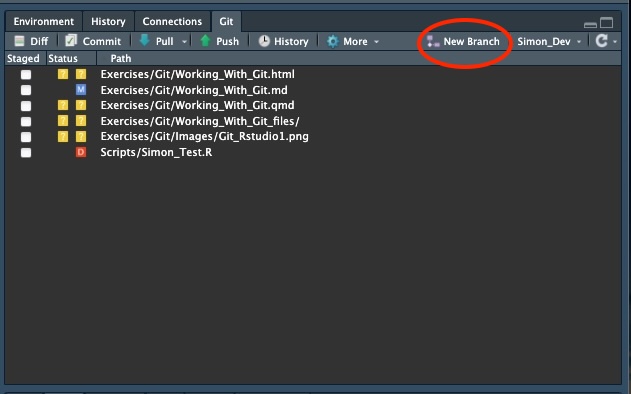 Environment History Connections Git
Diff Commit Pull Push History More New Branch Simon_Dev
Staged Status Path
? ? Exercises/Git/Working_With_Git.html
M Exercises/Git/Working_With_Git.md
? ? Exercises/Git/Working_With_Git.qmd
? ? Exercises/Git/Working_With_Git_files/
? ? Exercises/Git/Images/Git_Rstudio1.png
D Scripts/Simon_Test.R